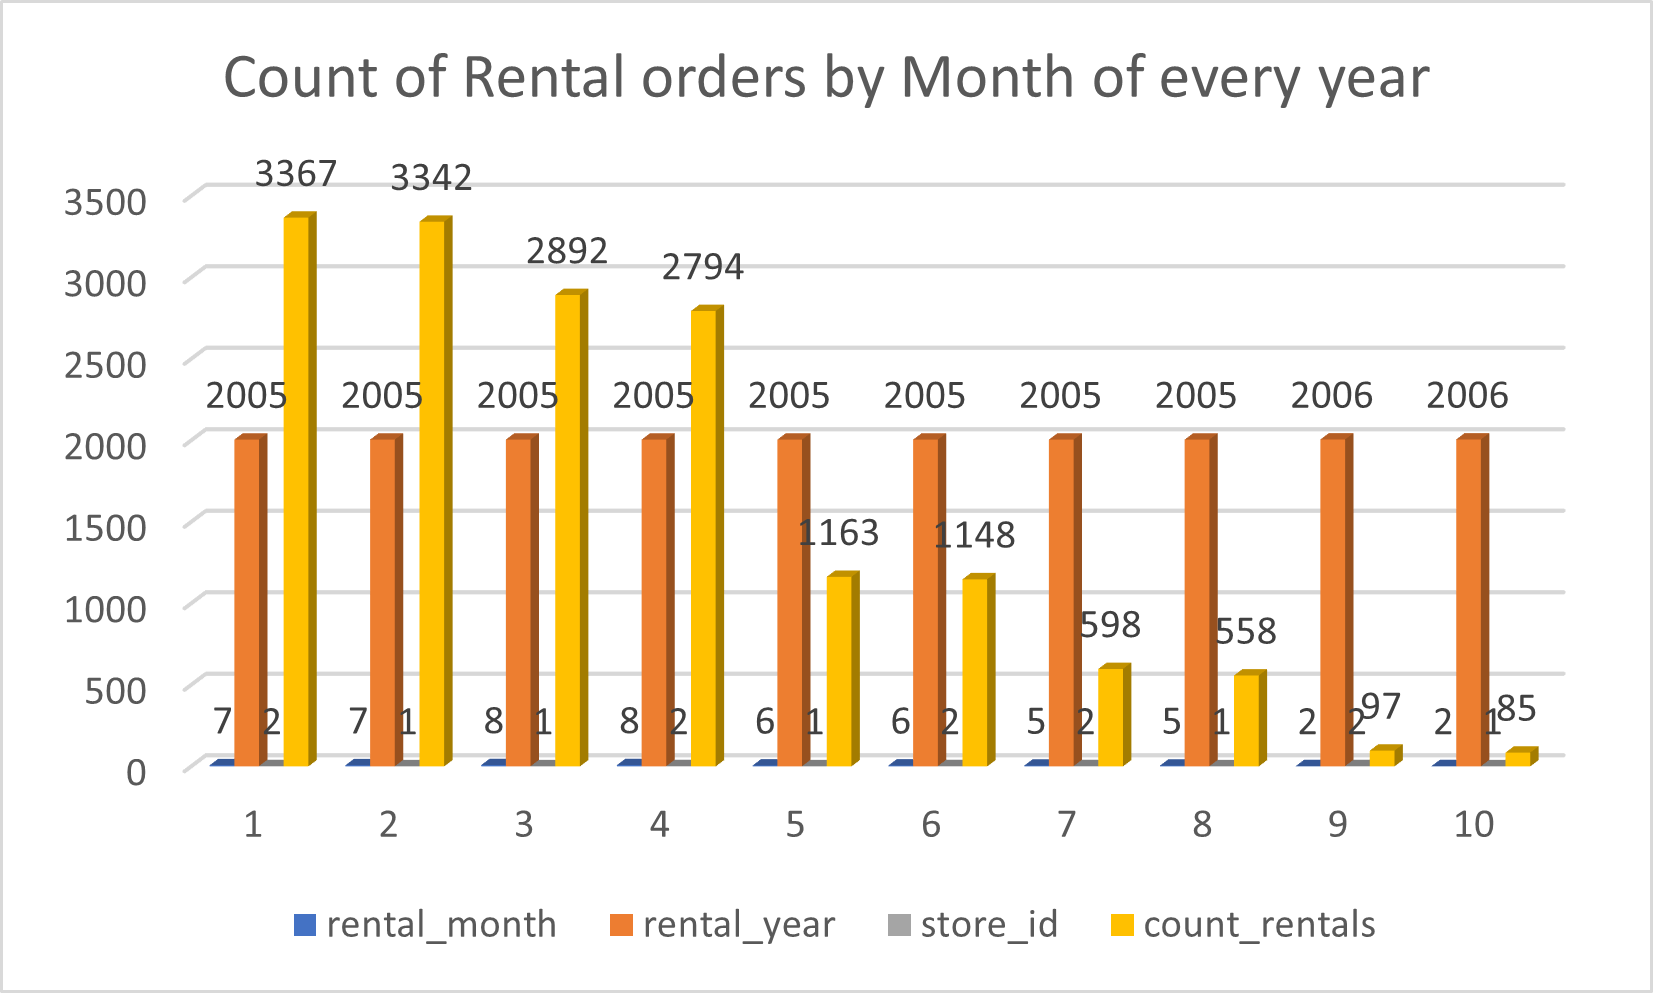 Count of Rental orders by Month of every year
3367
3342
2892
2794
3500
3000
2500
2005 2005 2005 2005 2005 2005 2005 2005 2006 2006
2000
1500
1163 1148
1000
598 558
500
7 2 7 1 8 1 8 2 6 1 6 2 5 2 5 1 2 2 97 2 1 85
0
1 2 3 4 5 6 7 8 9 10
rental_month rental_year store_id count_rentals